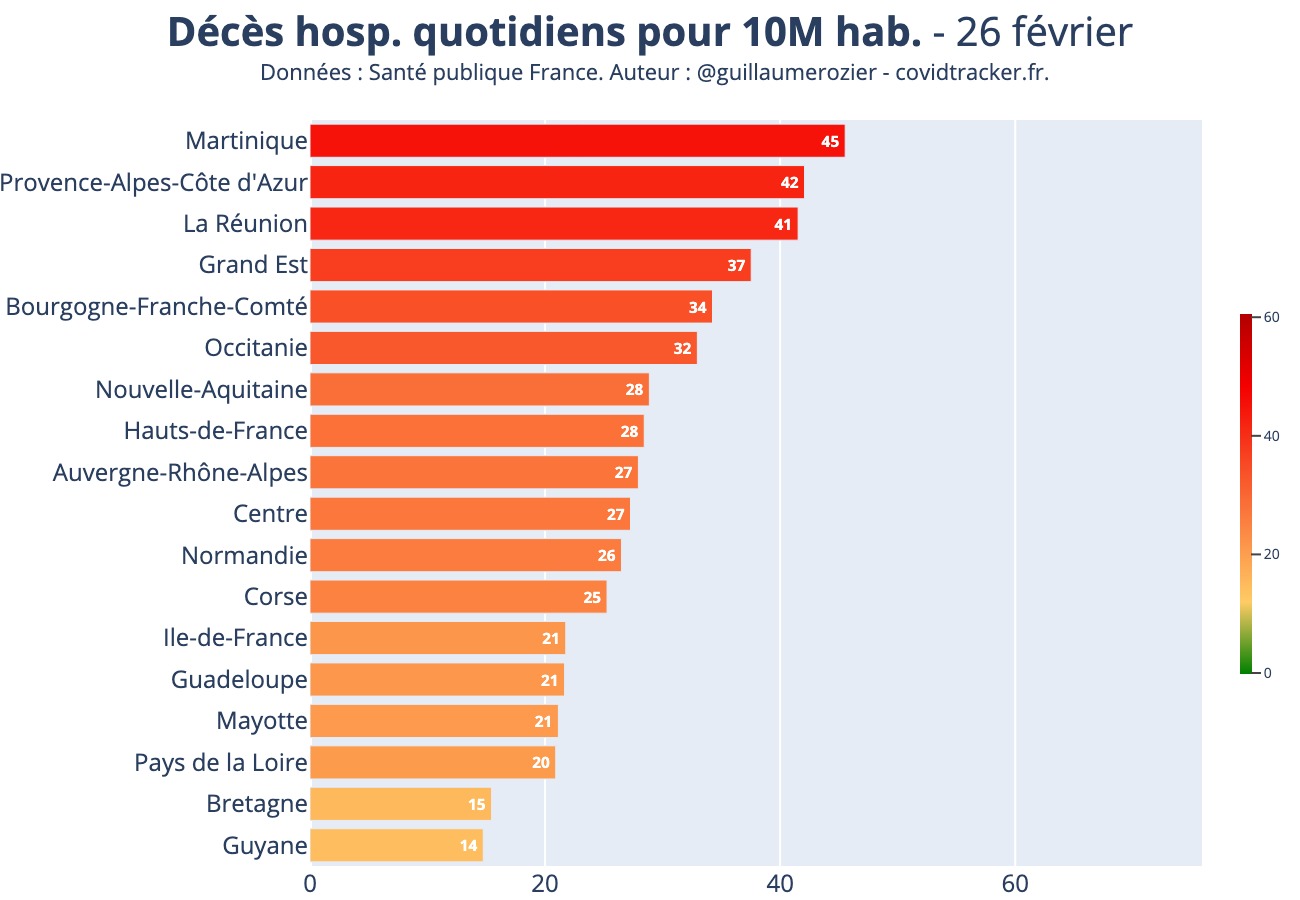 Décès hosp. quotidiens pour 10M hab. - 26 février
Données : Santé publique France. Auteur : @guillaumerozier - covidtracker.fr.
Martinique 45
Provence-Alpes-Côte d'Azur 42
La Réunion 41
Grand Est 37
Bourgogne-Franche-Comté 34
Occitanie 32
Nouvelle-Aquitaine 28
Hauts-de-France 28
Auvergne-Rhône-Alpes 27
Centre 27
Normandie 26
Corse 25
Ile-de-France 21
Guadeloupe 21
Mayotte 21
Pays de la Loire 20
Bretagne 15
Guyane 14
0 20 40 60
60
40
20
0